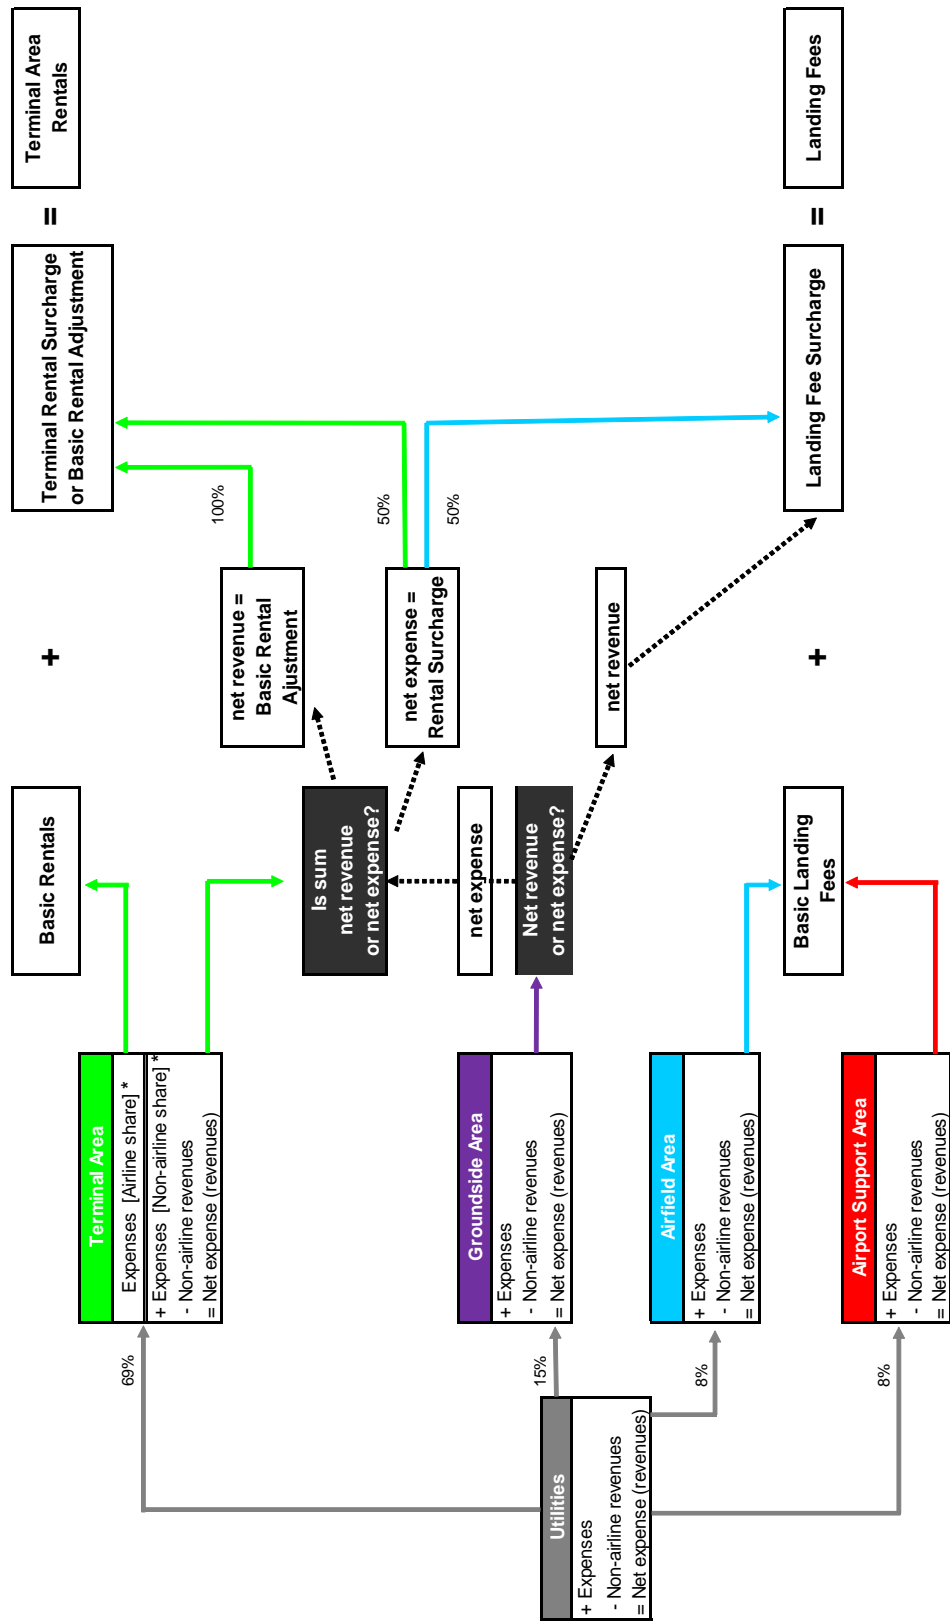 Utilities
+ Expenses
- Non-airline revenues
= Net expense (revenues)
69%
15%
8%
8%
Terminal Area
Expenses [Airline share] *
+ Expenses [Non-airline share] *
- Non-airline revenues
= Net expense (revenues)
Groundside Area
+ Expenses
- Non-airline revenues
= Net expense (revenues)
Airfield Area
+ Expenses
- Non-airline revenues
= Net expense (revenues)
Airport Support Area
+ Expenses
- Non-airline revenues
= Net expense (revenues)
Basic Rentals
Is sum
net revenue
or net expense?
net expense
Net revenue
or net expense?
Basic Landing
Fees
+
net revenue =
Basic Rental
Ajustment
net expense =
Rental Surcharge
net revenue
+
100%
50%
50%
Terminal Rental Surcharge
or Basic Rental Adjustment
Landing Fee Surcharge
=
=
Terminal Area
Rentals
Landing Fees